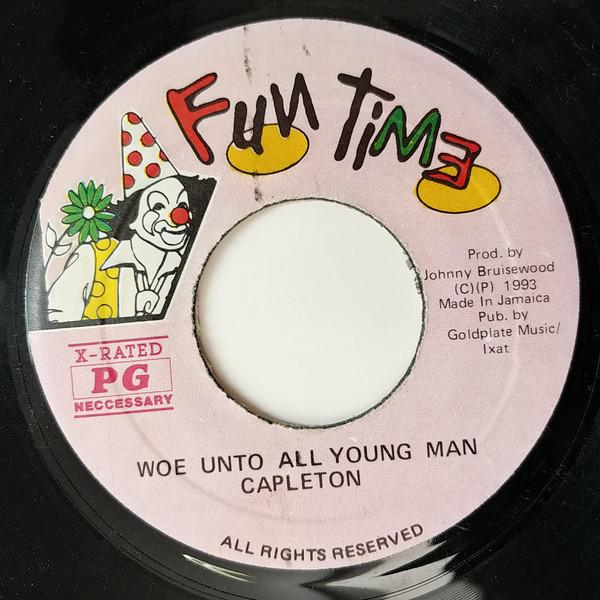 FUN TiME
Prod. by
Johnny Bruisewood
(C)(P) 1993
Made In Jamaica
Pub. by
Goldplate Music/
Ixat
X-RATED
PG
NECCESSARY
WOE UNTO ALL YOUNG MAN
CAPLETON
ALL RIGHTS RESERVED